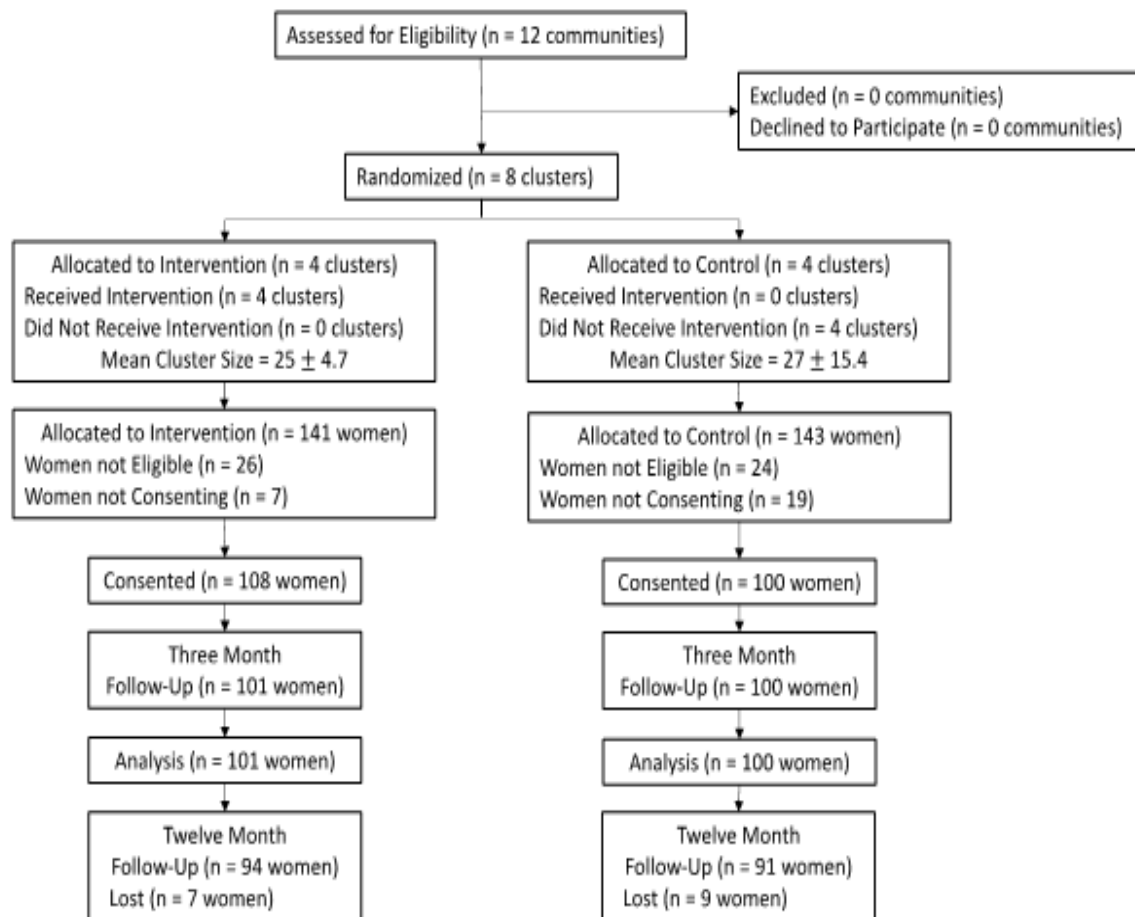 Assessed for Eligibility (n = 12 communities)
Excluded (n = 0 communities)
Declined to Participate (n = 0 communities)
Randomized (n = 8 clusters)
Allocated to Intervention (n = 4 clusters)
Received Intervention (n = 4 clusters)
Did Not Receive Intervention (n = 0 clusters)
Mean Cluster Size = 25 ± 4.7
Allocated to Control (n = 4 clusters)
Received Intervention (n = 0 clusters)
Did Not Receive Intervention (n = 4 clusters)
Mean Cluster Size = 27 ± 15.4
Allocated to Intervention (n = 141 women)
Women not Eligible (n = 26)
Women not Consenting (n = 7)
Allocated to Control (n = 143 women)
Women not Eligible (n = 24)
Women not Consenting (n = 19)
Consented (n = 108 women)
Consented (n = 100 women)
Three Month
Follow-Up (n = 101 women)
Three Month
Follow-Up (n = 100 women)
Analysis (n = 101 women)
Analysis (n = 100 women)
Twelve Month
Follow-Up (n = 94 women)
Lost (n = 7 women)
Twelve Month
Follow-Up (n = 91 women)
Lost (n = 9 women)